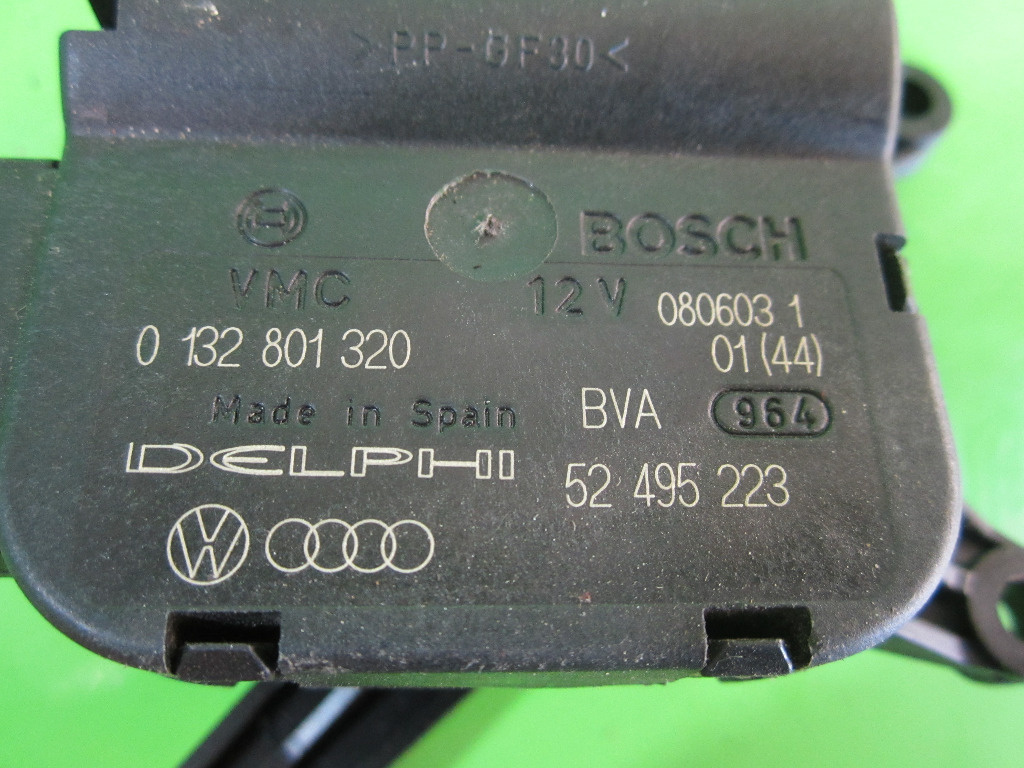 >PP-GF30<
BOSCH
VMC 12V 080603 1
0 132 801 320 01 (44)
Made in Spain BVA 964
DELPHI 52 495 223